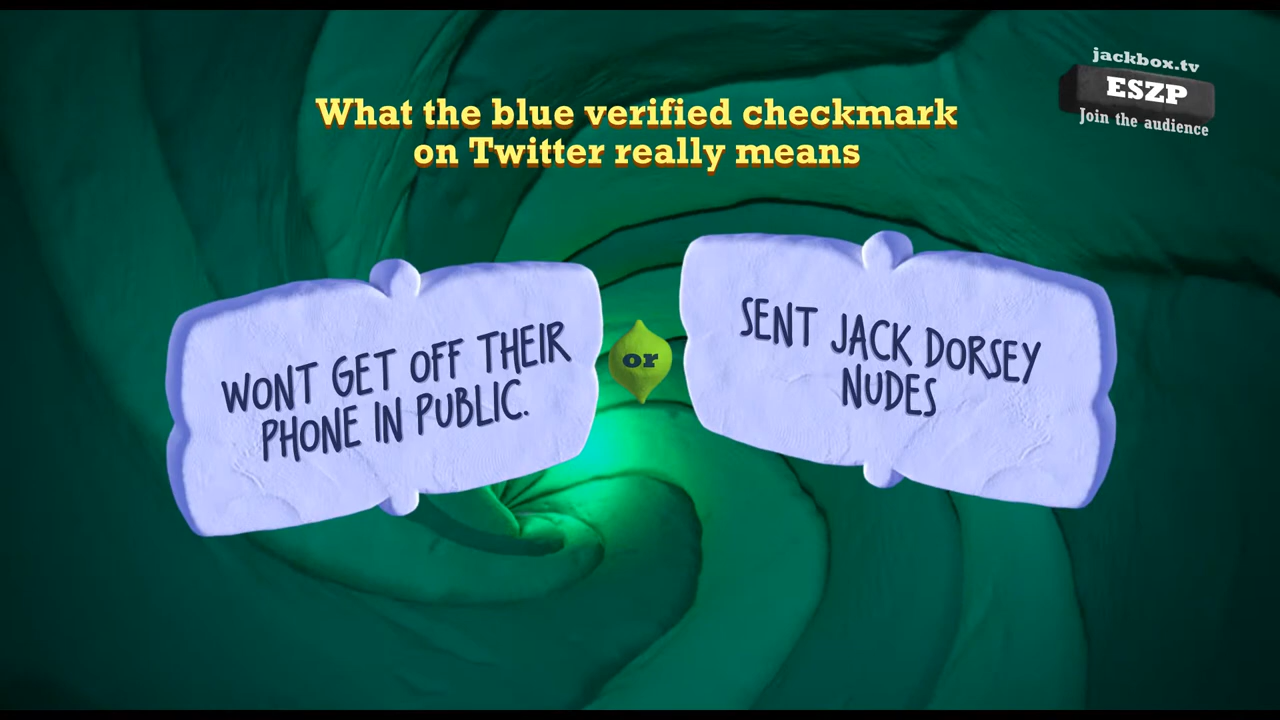 jackbox.tv
ESZP
Join the audience
What the blue verified checkmark
on Twitter really means
WONT GET OFF THEIR
PHONE IN PUBLIC.
or
SENT JACK DORSEY
NUDES